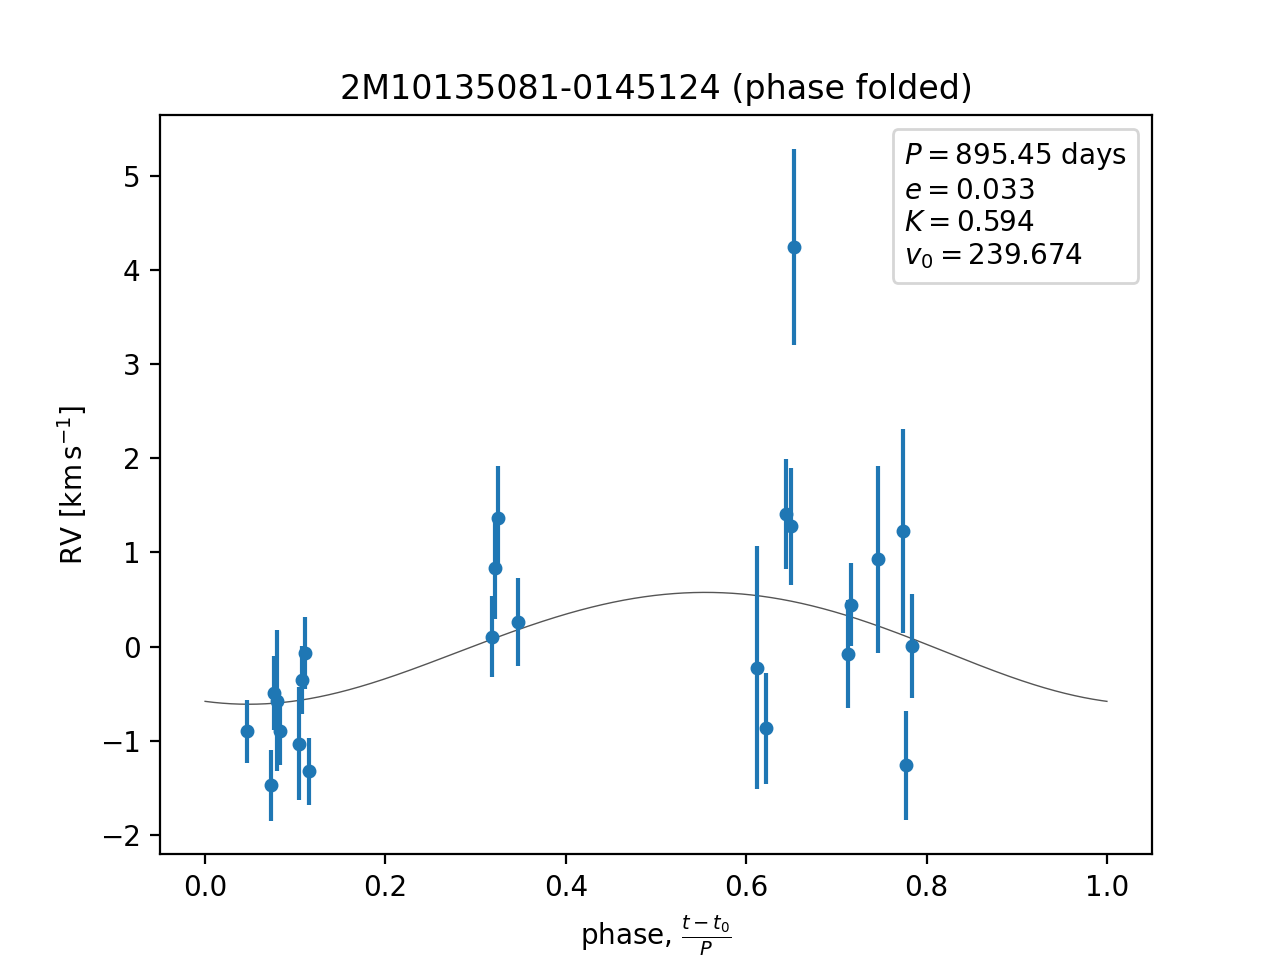 2M10135081-0145124 (phase folded)
P = 895.45 days
e = 0.033
K = 0.594
v₀ = 239.674
RV [km s⁻¹]
5
4
3
2
1
0
−1
−2
0.0 0.2 0.4 0.6 0.8 1.0
phase, (t − t₀)/P